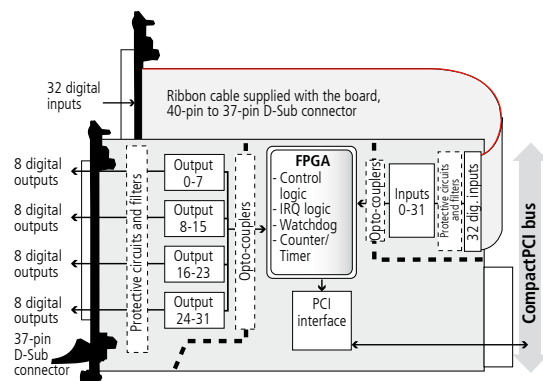 32 digital
inputs
Ribbon cable supplied with the board,
40-pin to 37-pin D-Sub connector
8 digital
outputs
8 digital
outputs
8 digital
outputs
8 digital
outputs
37-pin
D-Sub
connector
Protective circuits and filters
Output
0-7
Output
8-15
Output
16-23
Output
24-31
Opto-couplers
FPGA
- Control
logic
- IRQ logic
- Watchdog
- Counter/
Timer
PCI
interface
Opto-couplers
Inputs
0-31
Protective circuits
and filters
32 dig. inputs
CompactPCI bus